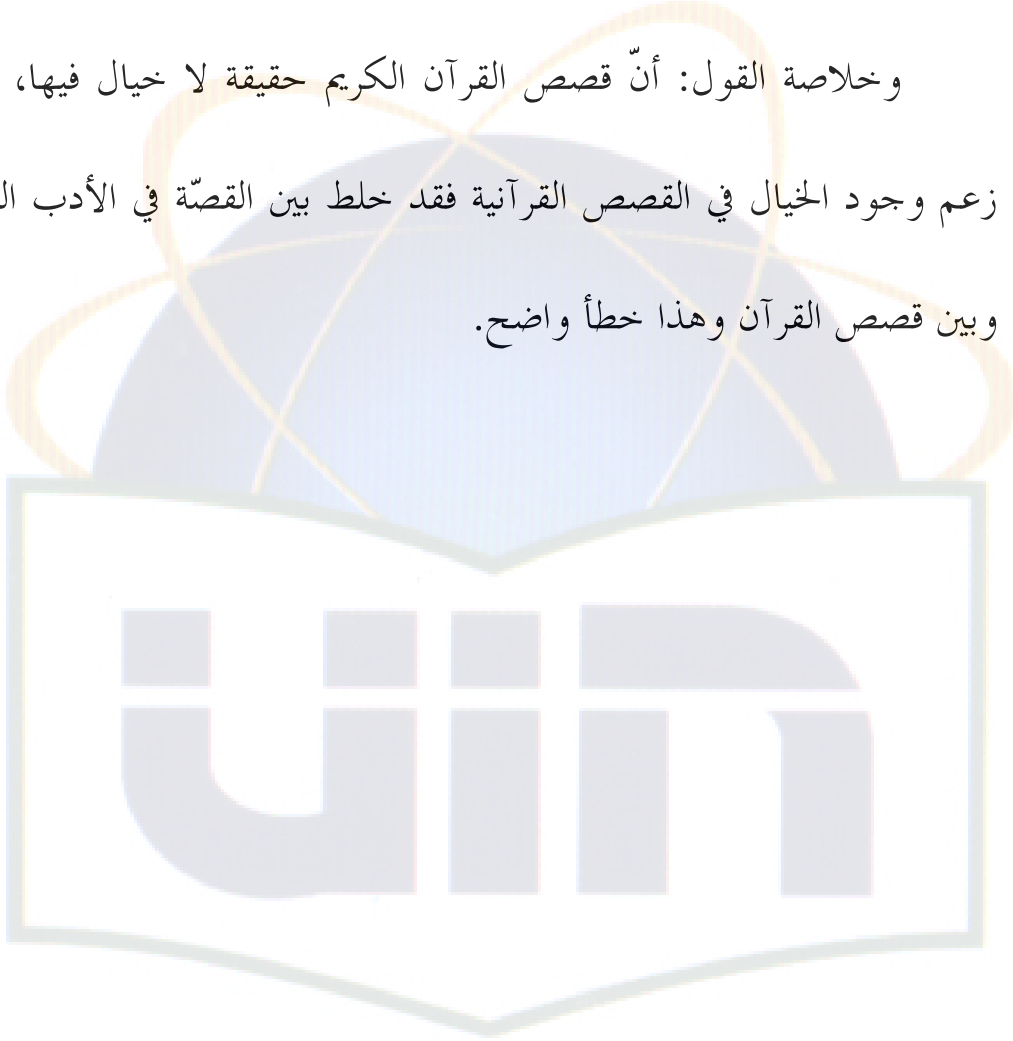 وخلاصة القول: أنّ قصص القرآن الكريم حقيقة لا خيال فيها،
زعم وجود الخيال في القصص القرآنية فقد خلط بين القصّة في الأدب
وبين قصص القرآن وهذا خطأ واضح.
uin